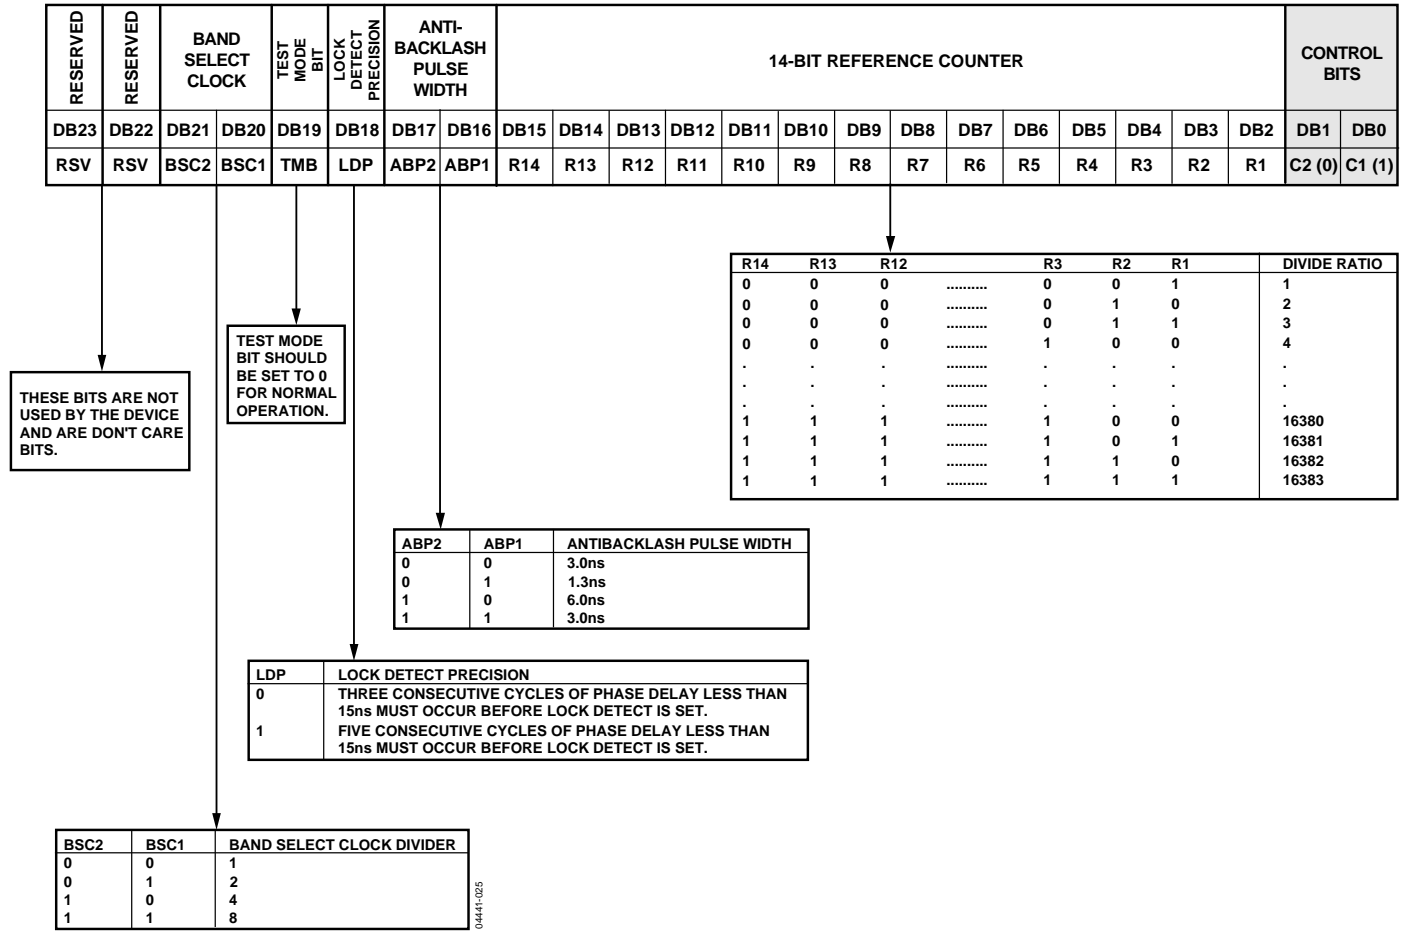 RESERVED
RESERVED
BAND SELECT CLOCK
TEST MODE BIT
LOCK DETECT PRECISION
ANTI-BACKLASH PULSE WIDTH
14-BIT REFERENCE COUNTER
CONTROL BITS
DB23 DB22 DB21 DB20 DB19 DB18 DB17 DB16 DB15 DB14 DB13 DB12 DB11 DB10 DB9 DB8 DB7 DB6 DB5 DB4 DB3 DB2 DB1 DB0
RSV RSV BSC2 BSC1 TMB LDP ABP2 ABP1 R14 R13 R12 R11 R10 R9 R8 R7 R6 R5 R4 R3 R2 R1 C2 (0) C1 (1)
R14 R13 R12 R3 R2 R1 DIVIDE RATIO
0 0 0 .......... 0 0 1 1
0 0 0 .......... 0 1 0 2
0 0 0 .......... 0 1 1 3
0 0 0 .......... 1 0 0 4
. . . .......... . . . .
. . . .......... . . . .
. . . .......... . . . .
1 1 1 .......... 1 0 0 16380
1 1 1 .......... 1 0 1 16381
1 1 1 .......... 1 1 0 16382
1 1 1 .......... 1 1 1 16383
TEST MODE
BIT SHOULD
BE SET TO 0
FOR NORMAL
OPERATION.
THESE BITS ARE NOT
USED BY THE DEVICE
AND ARE DON'T CARE
BITS.
ABP2 ABP1 ANTIBACKLASH PULSE WIDTH
0 0 3.0ns
0 1 1.3ns
1 0 6.0ns
1 1 3.0ns
LDP LOCK DETECT PRECISION
0 THREE CONSECUTIVE CYCLES OF PHASE DELAY LESS THAN
15ns MUST OCCUR BEFORE LOCK DETECT IS SET.
1 FIVE CONSECUTIVE CYCLES OF PHASE DELAY LESS THAN
15ns MUST OCCUR BEFORE LOCK DETECT IS SET.
BSC2 BSC1 BAND SELECT CLOCK DIVIDER
0 0 1
0 1 2
1 0 4
1 1 8
04441-025